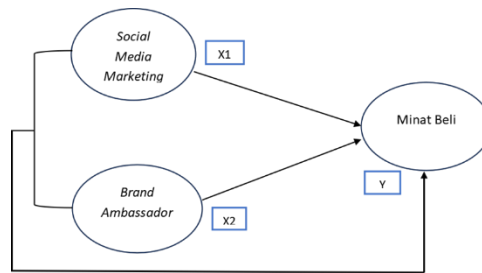 Social
Media
Marketing
X1
Minat Beli
Y
Brand
Ambassador
X2